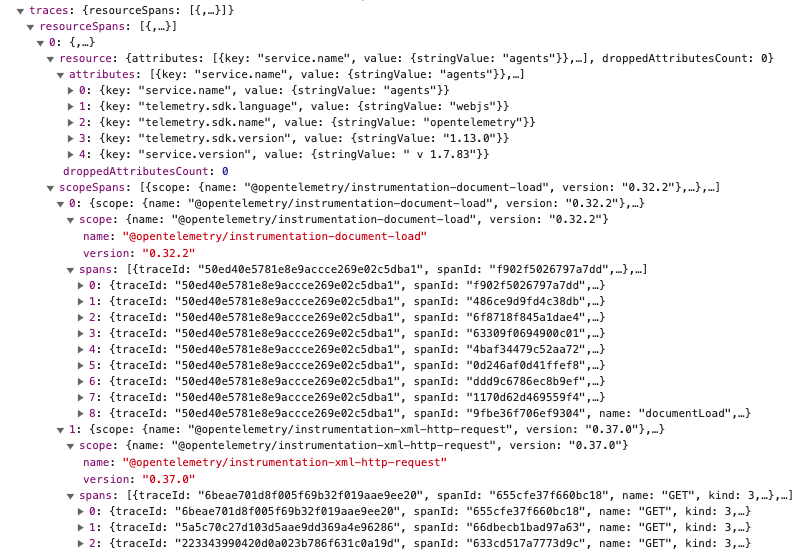 traces: {resourceSpans: [{,…}]}
resourceSpans: [{,…}]
0: {,…}
resource: {attributes: [{key: "service.name", value: {stringValue: "agents"}},…], droppedAttributesCount: 0}
attributes: [{key: "service.name", value: {stringValue: "agents"}},…]
0: {key: "service.name", value: {stringValue: "agents"}}
1: {key: "telemetry.sdk.language", value: {stringValue: "webjs"}}
2: {key: "telemetry.sdk.name", value: {stringValue: "opentelemetry"}}
3: {key: "telemetry.sdk.version", value: {stringValue: "1.13.0"}}
4: {key: "service.version", value: {stringValue: " v 1.7.83"}}
droppedAttributesCount: 0
scopeSpans: [{scope: {name: "@opentelemetry/instrumentation-document-load", version: "0.32.2"},…},…]
0: {scope: {name: "@opentelemetry/instrumentation-document-load", version: "0.32.2"},…}
scope: {name: "@opentelemetry/instrumentation-document-load", version: "0.32.2"}
name: "@opentelemetry/instrumentation-document-load"
version: "0.32.2"
spans: [{traceId: "50ed40e5781e8e9accce269e02c5dba1", spanId: "f902f5026797a7dd",…},…]
0: {traceId: "50ed40e5781e8e9accce269e02c5dba1", spanId: "f902f5026797a7dd",…}
1: {traceId: "50ed40e5781e8e9accce269e02c5dba1", spanId: "486ce9d9fd4c38db",…}
2: {traceId: "50ed40e5781e8e9accce269e02c5dba1", spanId: "6f8718f845a1dae4",…}
3: {traceId: "50ed40e5781e8e9accce269e02c5dba1", spanId: "63309f0694900c01",…}
4: {traceId: "50ed40e5781e8e9accce269e02c5dba1", spanId: "4baf34479c52aa72",…}
5: {traceId: "50ed40e5781e8e9accce269e02c5dba1", spanId: "0d246af0d41ffef8",…}
6: {traceId: "50ed40e5781e8e9accce269e02c5dba1", spanId: "ddd9c6786ec8b9ef",…}
7: {traceId: "50ed40e5781e8e9accce269e02c5dba1", spanId: "1170d62d469559f4",…}
8: {traceId: "50ed40e5781e8e9accce269e02c5dba1", spanId: "9fbe36f706ef9304", name: "documentLoad",…}
1: {scope: {name: "@opentelemetry/instrumentation-xml-http-request", version: "0.37.0"},…}
scope: {name: "@opentelemetry/instrumentation-xml-http-request", version: "0.37.0"}
name: "@opentelemetry/instrumentation-xml-http-request"
version: "0.37.0"
spans: [{traceId: "6beae701d8f005f69b32f019aae9ee20", spanId: "655cfe37f660bc18", name: "GET", kind: 3,…},…]
0: {traceId: "6beae701d8f005f69b32f019aae9ee20", spanId: "655cfe37f660bc18", name: "GET", kind: 3,…}
1: {traceId: "5a5c70c27d103d5aae9dd369a4e96286", spanId: "66dbecb1bad97a63", name: "GET", kind: 3,…}
2: {traceId: "223343990420d0a023b786f631c0a19d", spanId: "633cd517a7773d9c", name: "GET", kind: 3,…}